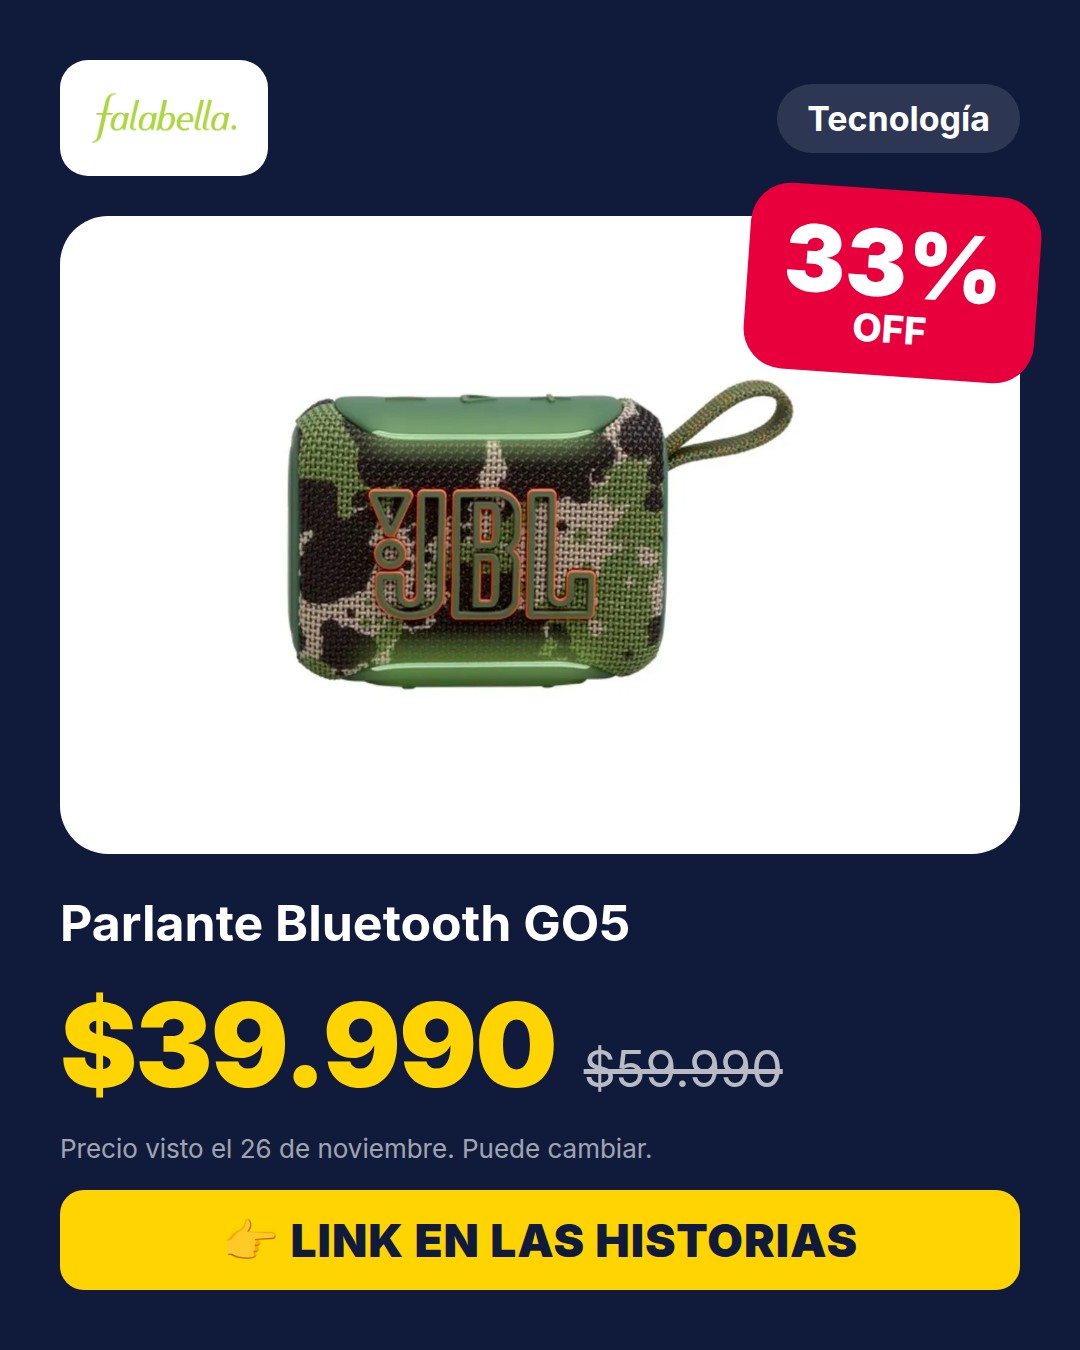 falabella.
Tecnología
33%
OFF
JBL
Parlante Bluetooth GO5
$39.990 $59.990
Precio visto el 26 de noviembre. Puede cambiar.
👉 LINK EN LAS HISTORIAS